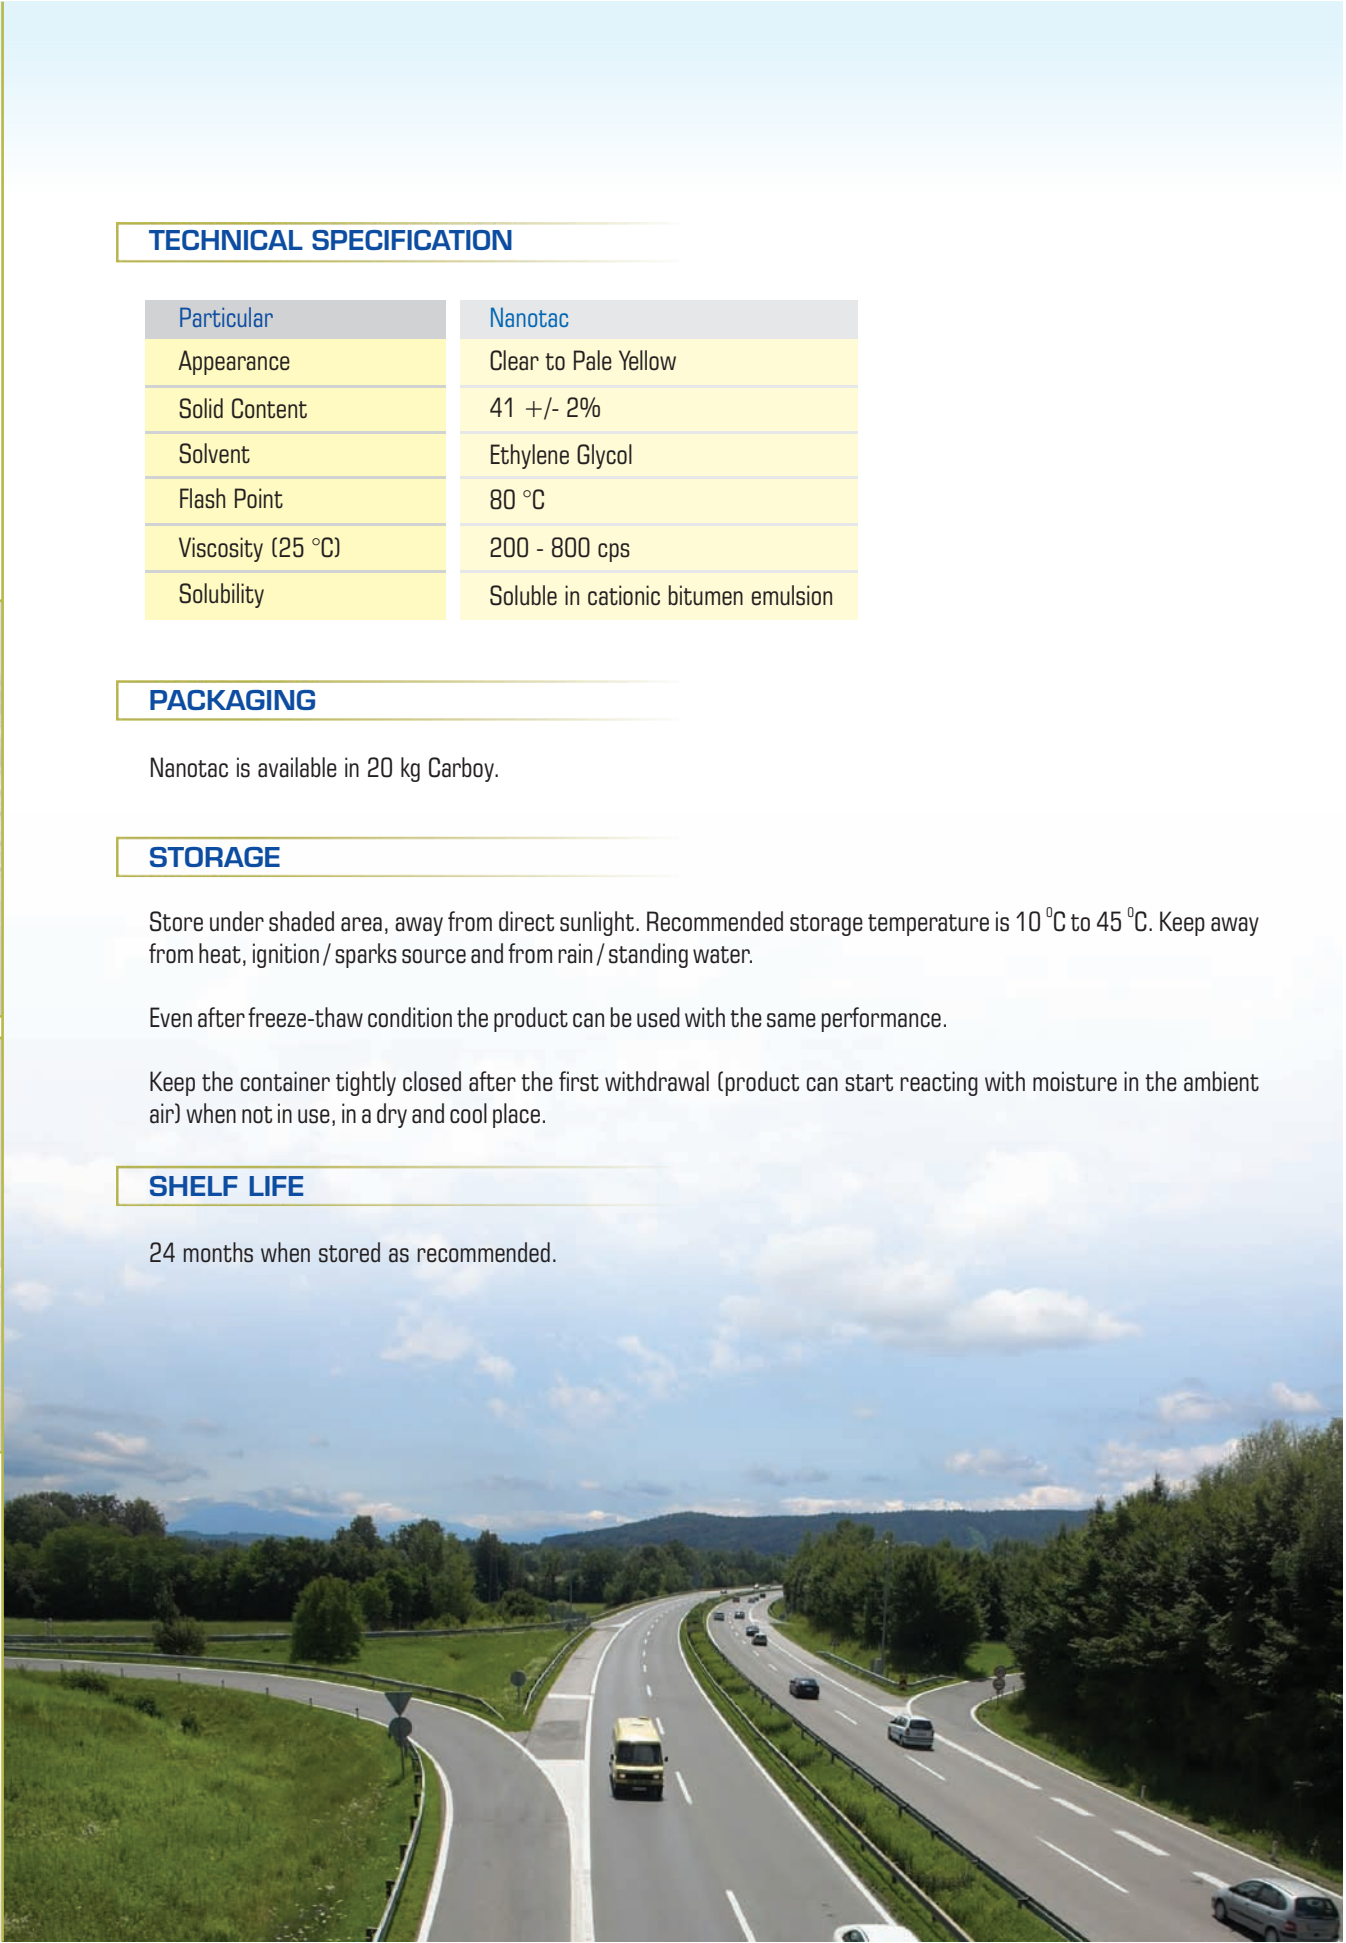 TECHNICAL SPECIFICATION
Particular Nanotac
Appearance Clear to Pale Yellow
Solid Content 41 +/- 2%
Solvent Ethylene Glycol
Flash Point 80 °C
Viscosity (25 °C) 200 - 800 cps
Solubility Soluble in cationic bitumen emulsion
PACKAGING
Nanotac is available in 20 kg Carboy.
STORAGE
Store under shaded area, away from direct sunlight. Recommended storage temperature is 10 ⁰C to 45 ⁰C. Keep away
from heat, ignition / sparks source and from rain / standing water.
Even after freeze-thaw condition the product can be used with the same performance.
Keep the container tightly closed after the first withdrawal (product can start reacting with moisture in the ambient
air) when not in use, in a dry and cool place.
SHELF LIFE
24 months when stored as recommended.